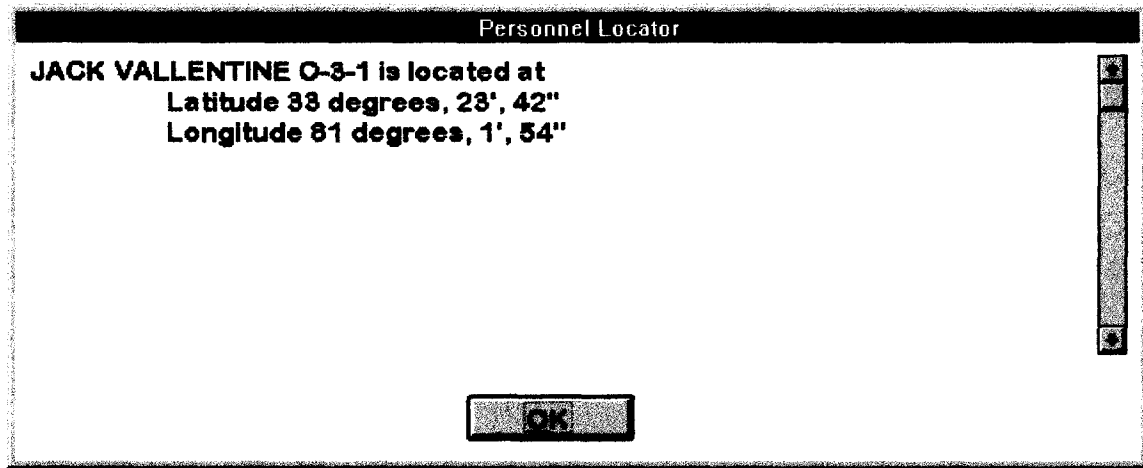 Personnel Locator
JACK VALLENTINE O-3-1 is located at
Latitude 33 degrees, 23', 42"
Longitude 81 degrees, 1', 54"
OK